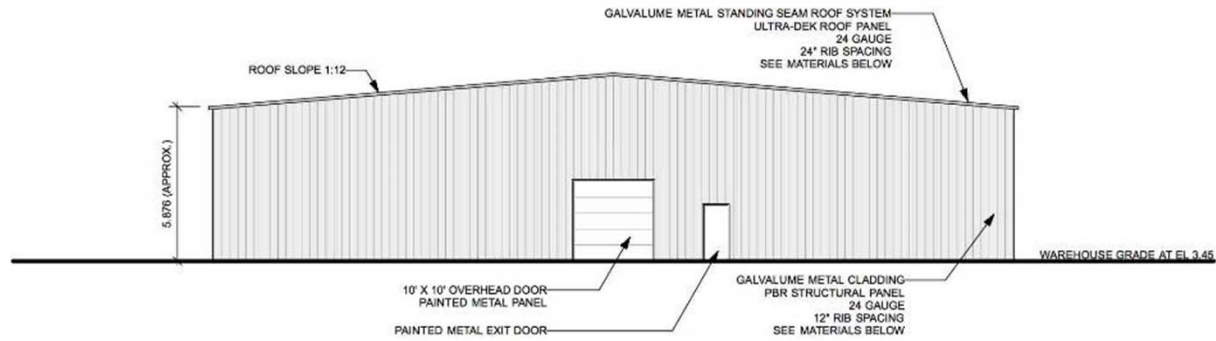 GALVALUME METAL STANDING SEAM ROOF SYSTEM
ULTRA-DEK ROOF PANEL
24 GAUGE
24" RIB SPACING
SEE MATERIALS BELOW
ROOF SLOPE 1:12
5.876 (APPROX.)
WAREHOUSE GRADE AT EL 3.45
10' X 10' OVERHEAD DOOR
PAINTED METAL PANEL
PAINTED METAL EXIT DOOR
GALVALUME METAL CLADDING
PBR STRUCTURAL PANEL
24 GAUGE
12" RIB SPACING
SEE MATERIALS BELOW